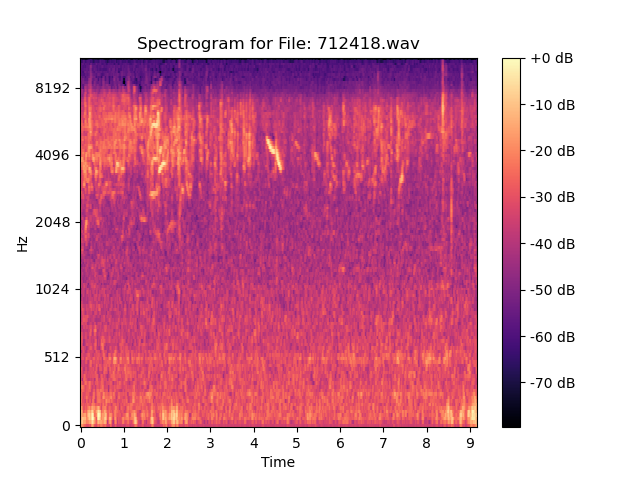 Spectrogram for File: 712418.wav
8192
4096
2048
1024
512
0
Hz
0 1 2 3 4 5 6 7 8 9
Time
+0 dB
-10 dB
-20 dB
-30 dB
-40 dB
-50 dB
-60 dB
-70 dB